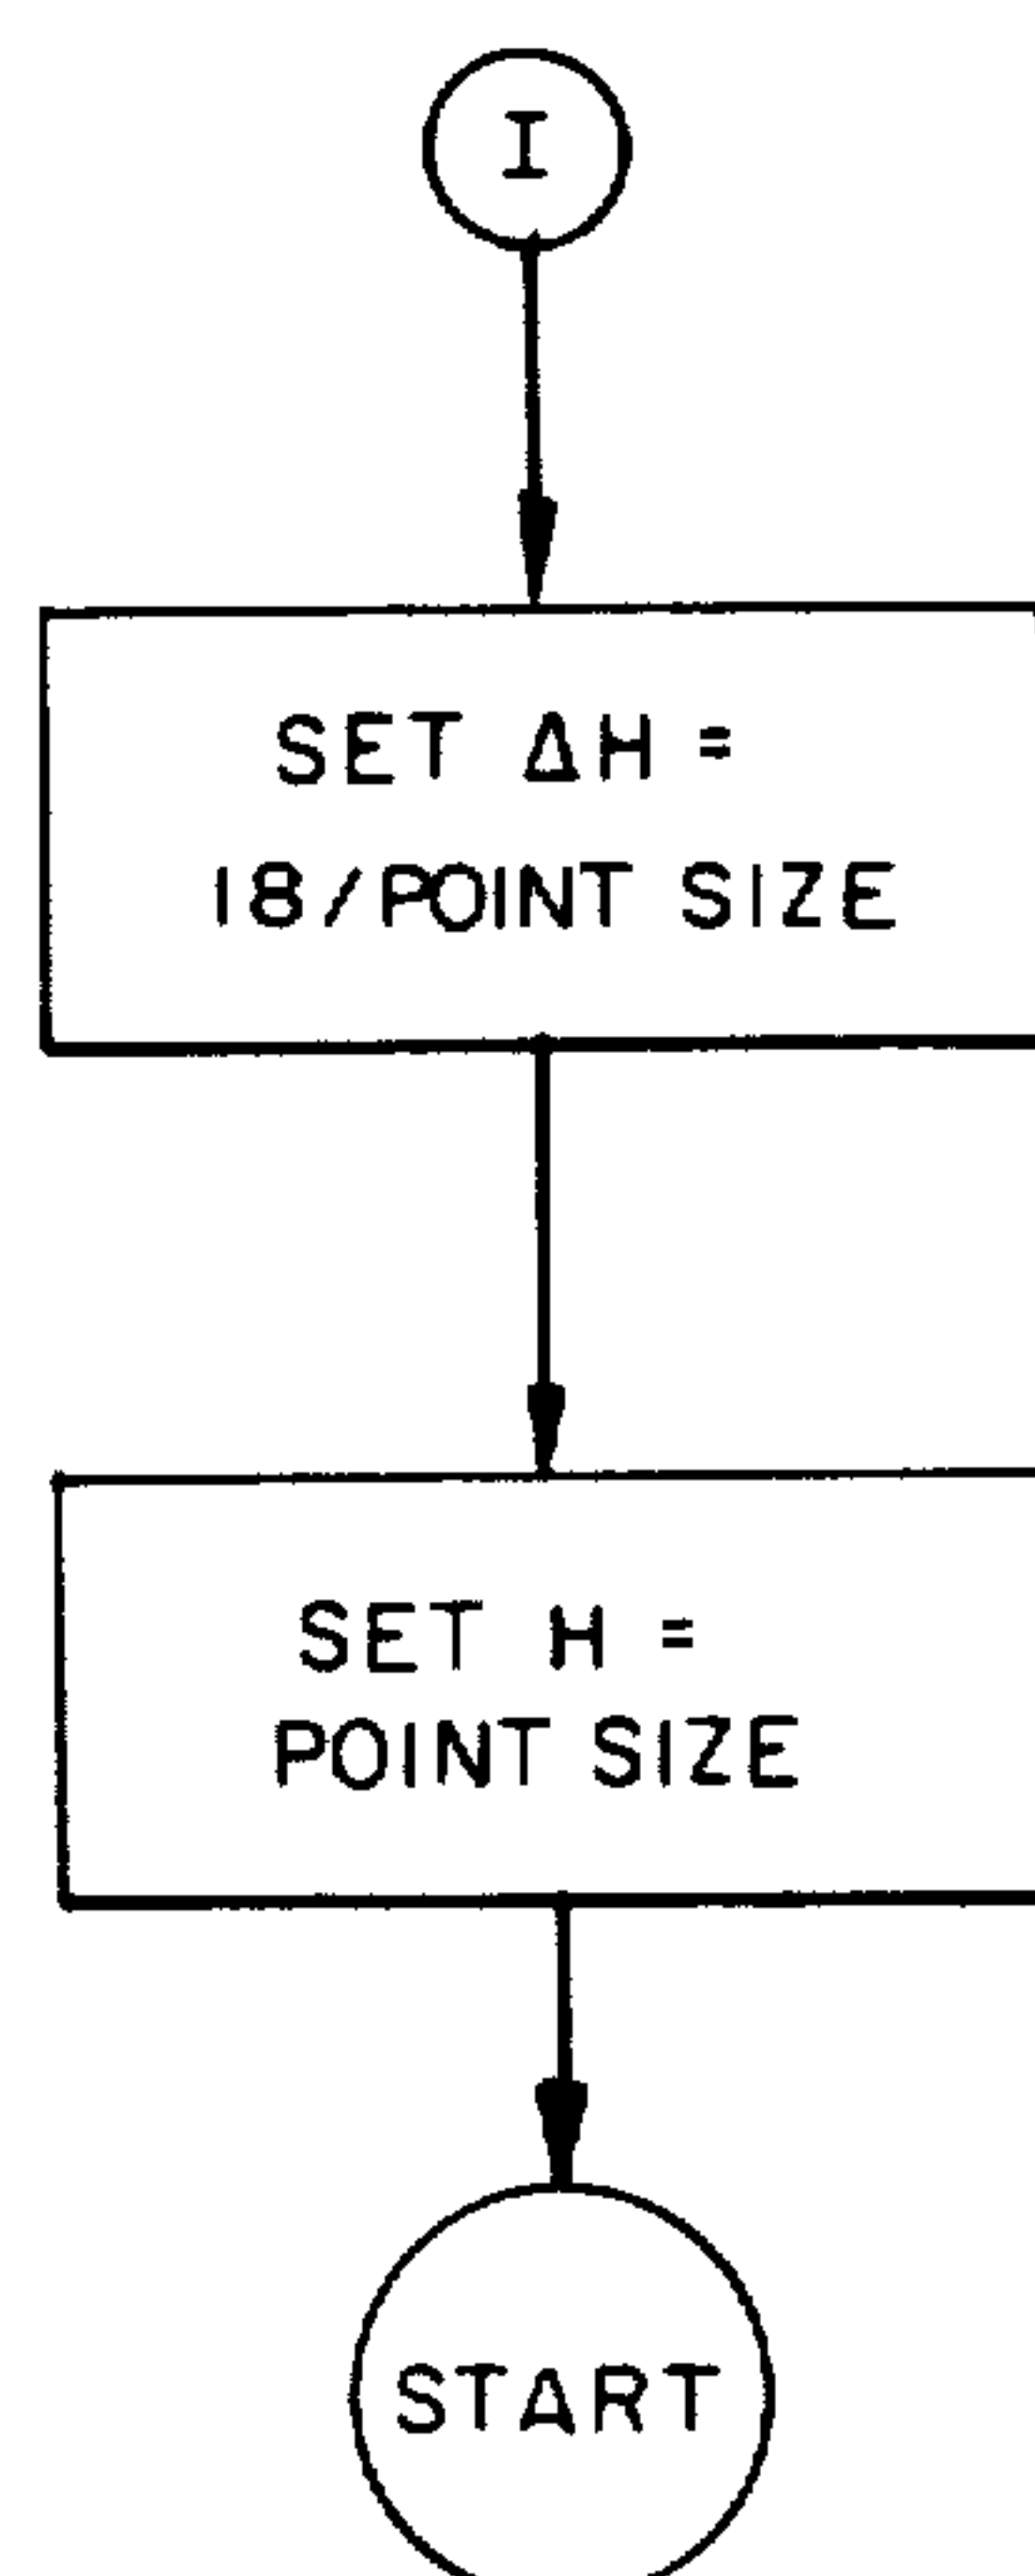 I
SET ΔH =
18/POINT SIZE
SET H =
POINT SIZE
START